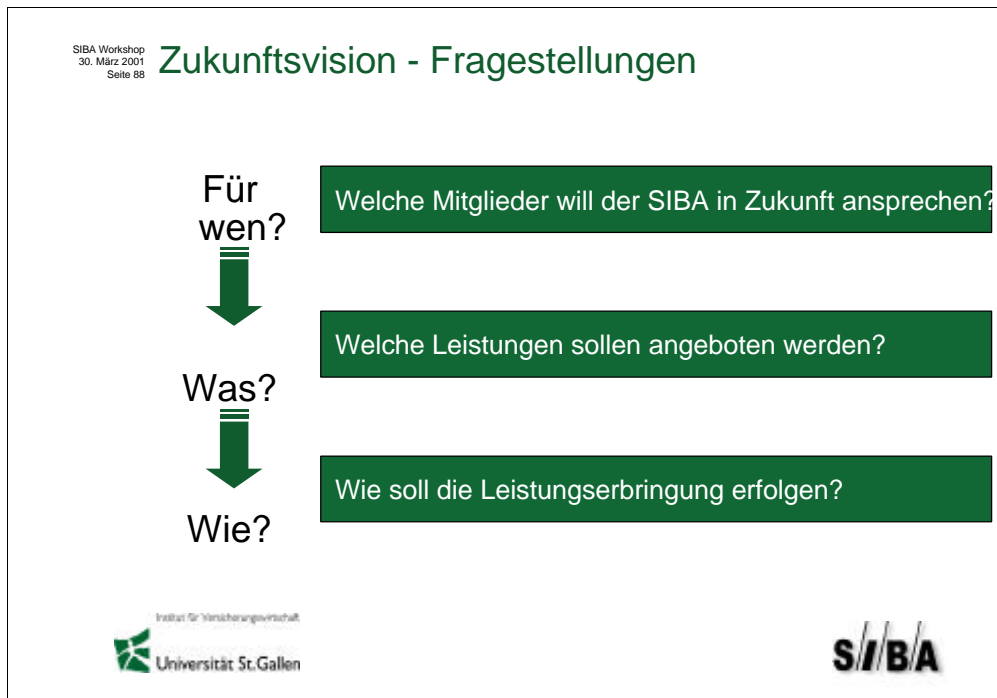 SIBA Workshop
30. März 2001
Seite 88
Zukunftsvision - Fragestellungen
Für
wen?
Welche Mitglieder will der SIBA in Zukunft ansprechen?
Welche Leistungen sollen angeboten werden?
Was?
Wie soll die Leistungserbringung erfolgen?
Wie?
Institut für Versicherungswirtschaft
Universität St.Gallen
S/I/B/A